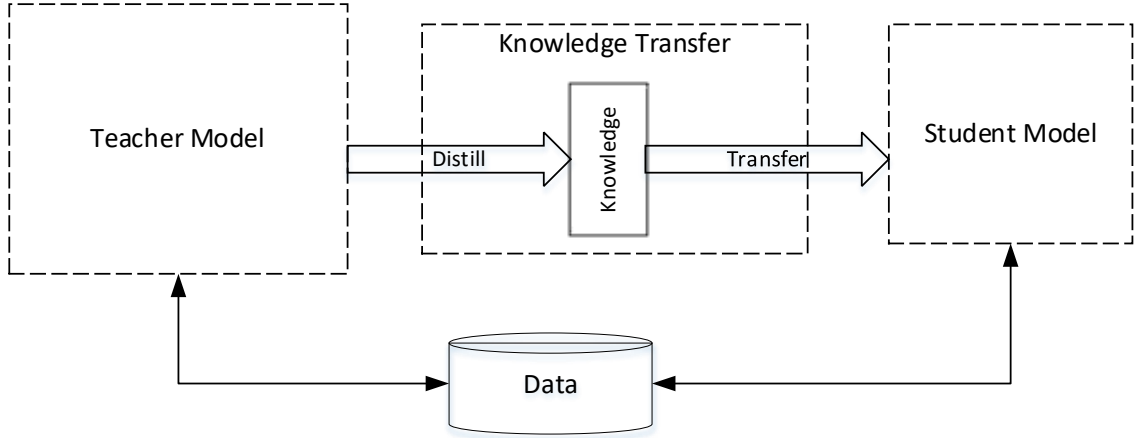 Knowledge Transfer
Teacher Model
Distill
Knowledge
Transfer
Student Model
Data